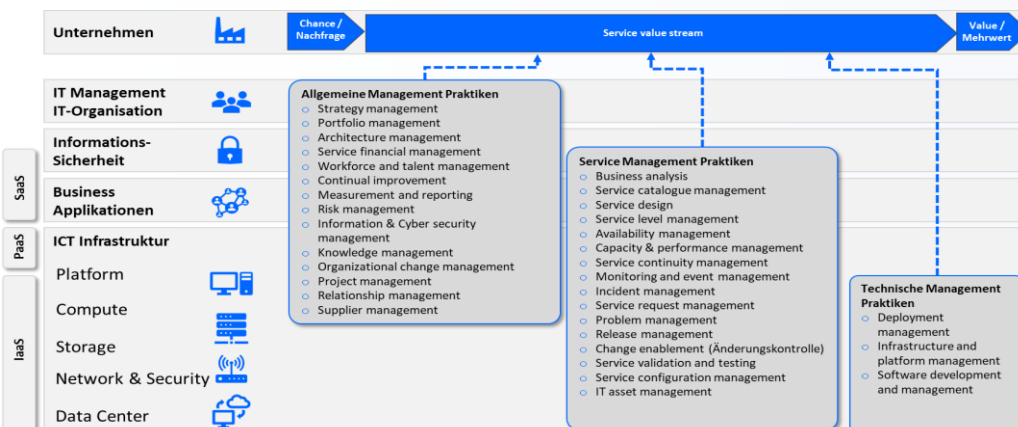 Unternehmen
Chance /
Nachfrage
Service value stream
Value /
Mehrwert
IT Management
IT-Organisation
Informations-
Sicherheit
SaaS
Business
Applikationen
PaaS
ICT Infrastruktur
IaaS
Platform
Compute
Storage
Network & Security
Data Center
Allgemeine Management Praktiken
o Strategy management
o Portfolio management
o Architecture management
o Service financial management
o Workforce and talent management
o Continual improvement
o Measurement and reporting
o Risk management
o Information & Cyber security
management
o Knowledge management
o Organizational change management
o Project management
o Relationship management
o Supplier management
Service Management Praktiken
o Business analysis
o Service catalogue management
o Service design
o Service level management
o Availability management
o Capacity & performance management
o Service continuity management
o Monitoring and event management
o Incident management
o Service request management
o Problem management
o Release management
o Change enablement (Änderungskontrolle)
o Service validation and testing
o Service configuration management
o IT asset management
Technische Management
Praktiken
o Deployment
management
o Infrastructure and
platform management
o Software development
and management